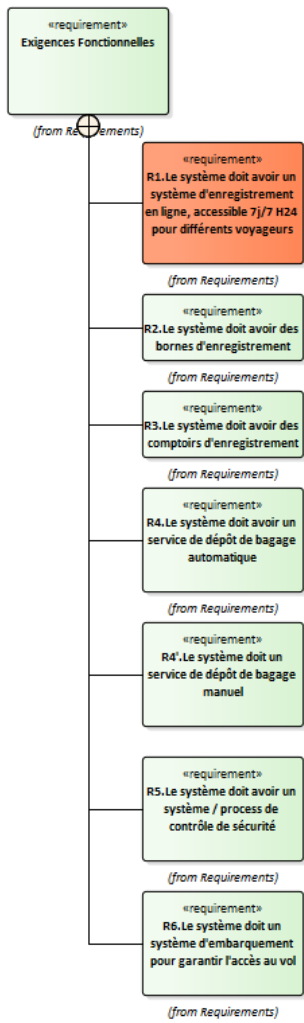 «requirement»
Exigences Fonctionnelles
(from Requirements)
«requirement»
R1.Le système doit avoir un
système d'enregistrement
en ligne, accessible 7j/7 H24
pour différents voyageurs
(from Requirements)
«requirement»
R2.Le système doit avoir des
bornes d'enregistrement
(from Requirements)
«requirement»
R3.Le système doit avoir des
comptoirs d'enregistrement
(from Requirements)
«requirement»
R4.Le système doit avoir un
service de dépôt de bagage
automatique
(from Requirements)
«requirement»
R4'.Le système doit un
service de dépôt de bagage
manuel
«requirement»
R5.Le système doit avoir un
système / process de
contrôle de sécurité
(from Requirements)
«requirement»
R6.Le système doit un
système d'embarquement
pour garantir l'accès au vol
(from Requirements)